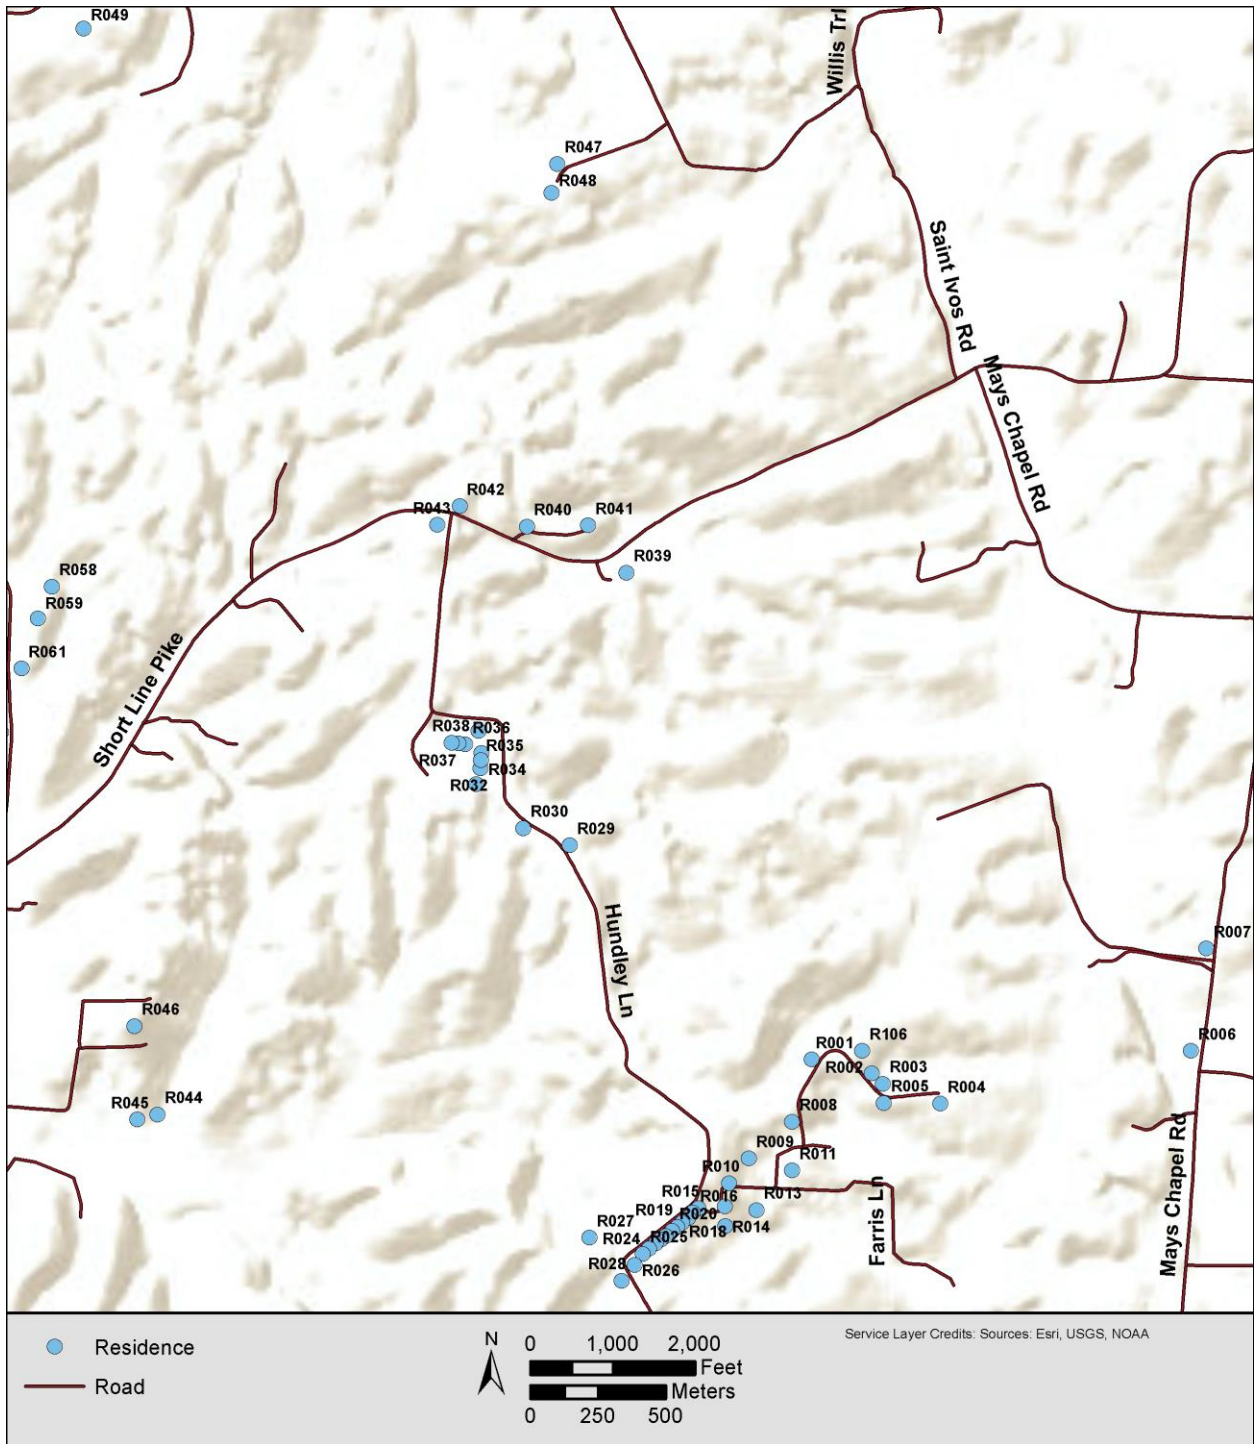 R049
Willis Trl
R047
R048
Saint Ivos Rd
Mays Chapel Rd
R042
R043
R040
R041
R039
R058
R059
R061
Short Line Pike
R038
R036
R035
R037
R034
R032
R030
R029
Hundley Ln
R007
R046
R106
R006
R001
R002
R003
R005
R004
R045
R044
R008
R009
R011
R010
R015
R016
R013
R019
R020
R014
R018
R027
R024
R025
R028
R026
Farris Ln
Mays Chapel Rd
Residence
Road
N
0 1,000 2,000
Feet
Meters
0 250 500
Service Layer Credits: Sources: Esri, USGS, NOAA